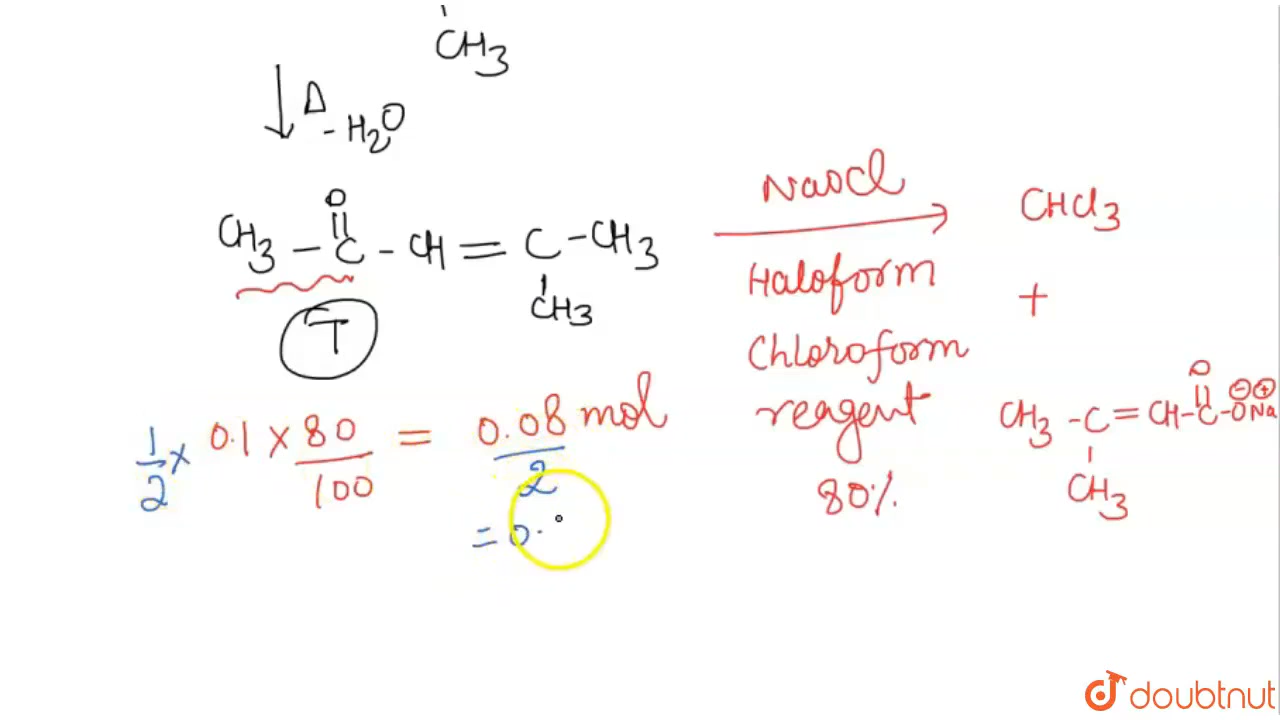 CH3
Δ
- H2O
O
CH3 - C - CH = C - CH3
CH3
T
NaOCl
Haloform
Chloroform
reagent
80%
CHCl3
+
O
CH3 - C = CH - C - ONa
⊖ ⊕
CH3
1/2 × 0.1 × 80/100 = 0.08/2 mol
= 0.
doubtnut